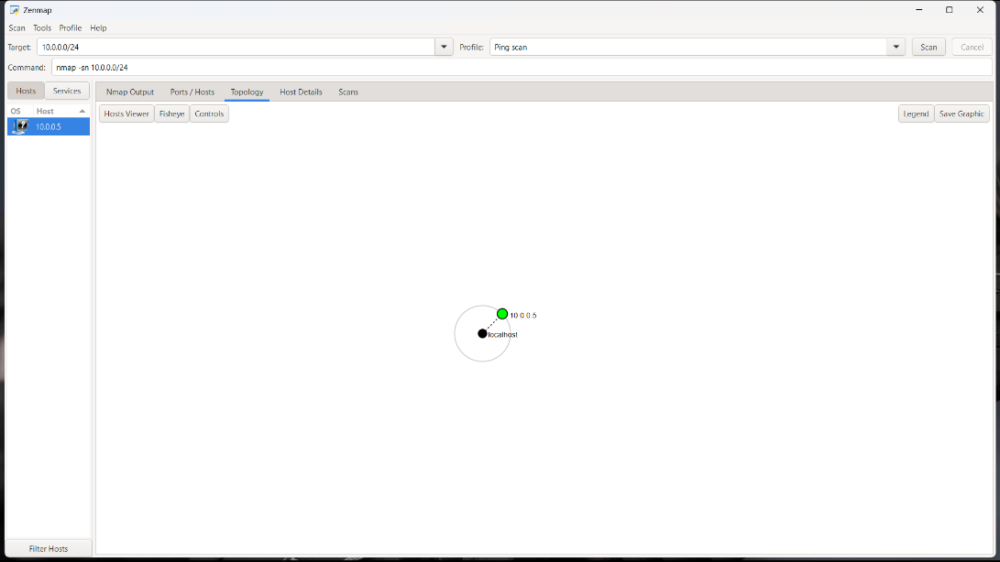 Zenmap
Scan Tools Profile Help
Target: 10.0.0.0/24 Profile: Ping scan Scan Cancel
Command: nmap -sn 10.0.0.0/24
Hosts Services Nmap Output Ports / Hosts Topology Host Details Scans
OS Host Hosts Viewer Fisheye Controls Legend Save Graphic
10.0.0.5
10.0.0.5
localhost
Filter Hosts